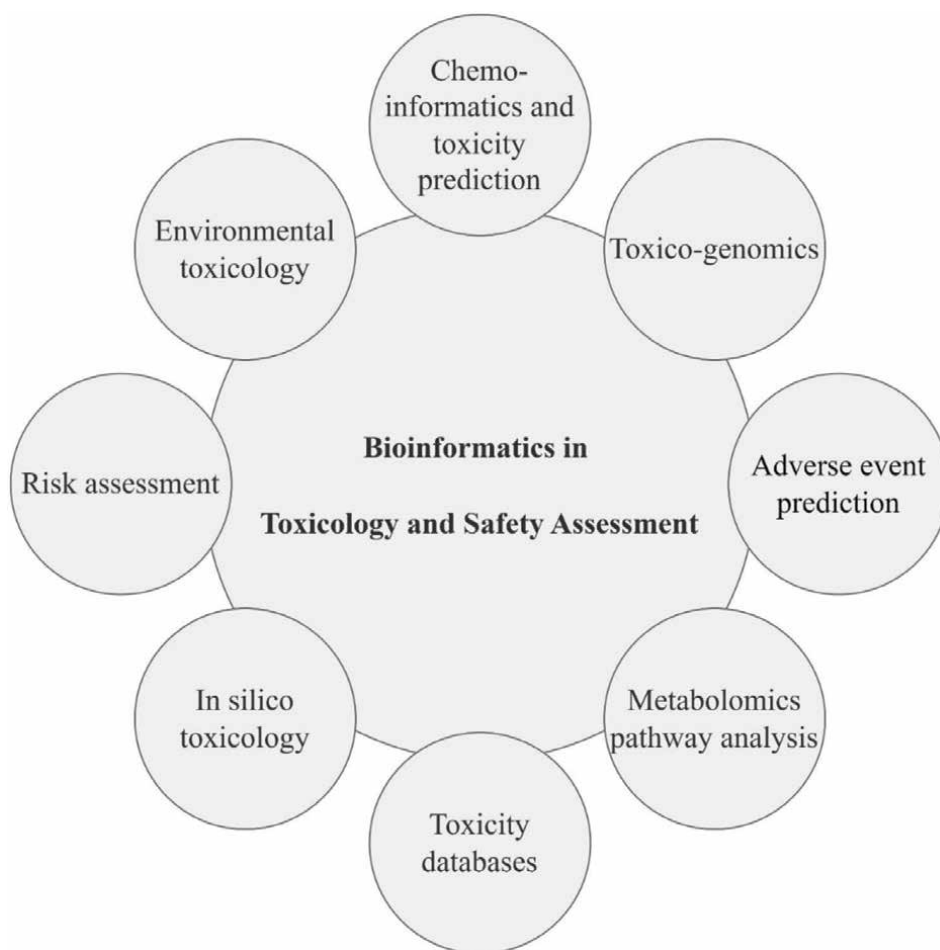 Chemo-
informatics and
toxicity
prediction
Environmental
toxicology
Toxico-genomics
Bioinformatics in
Toxicology and Safety Assessment
Risk assessment
Adverse event
prediction
In silico
toxicology
Metabolomics
pathway analysis
Toxicity
databases